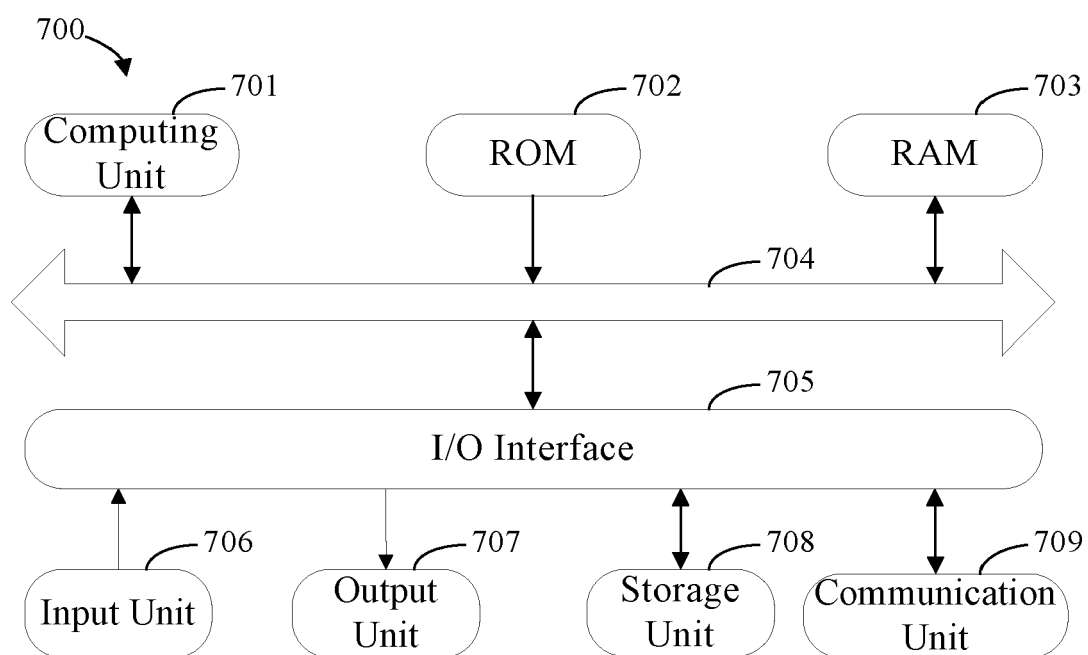 700
701
702
703
Computing
Unit
ROM
RAM
704
705
I/O Interface
706
707
708
709
Input Unit
Output
Unit
Storage
Unit
Communication
Unit